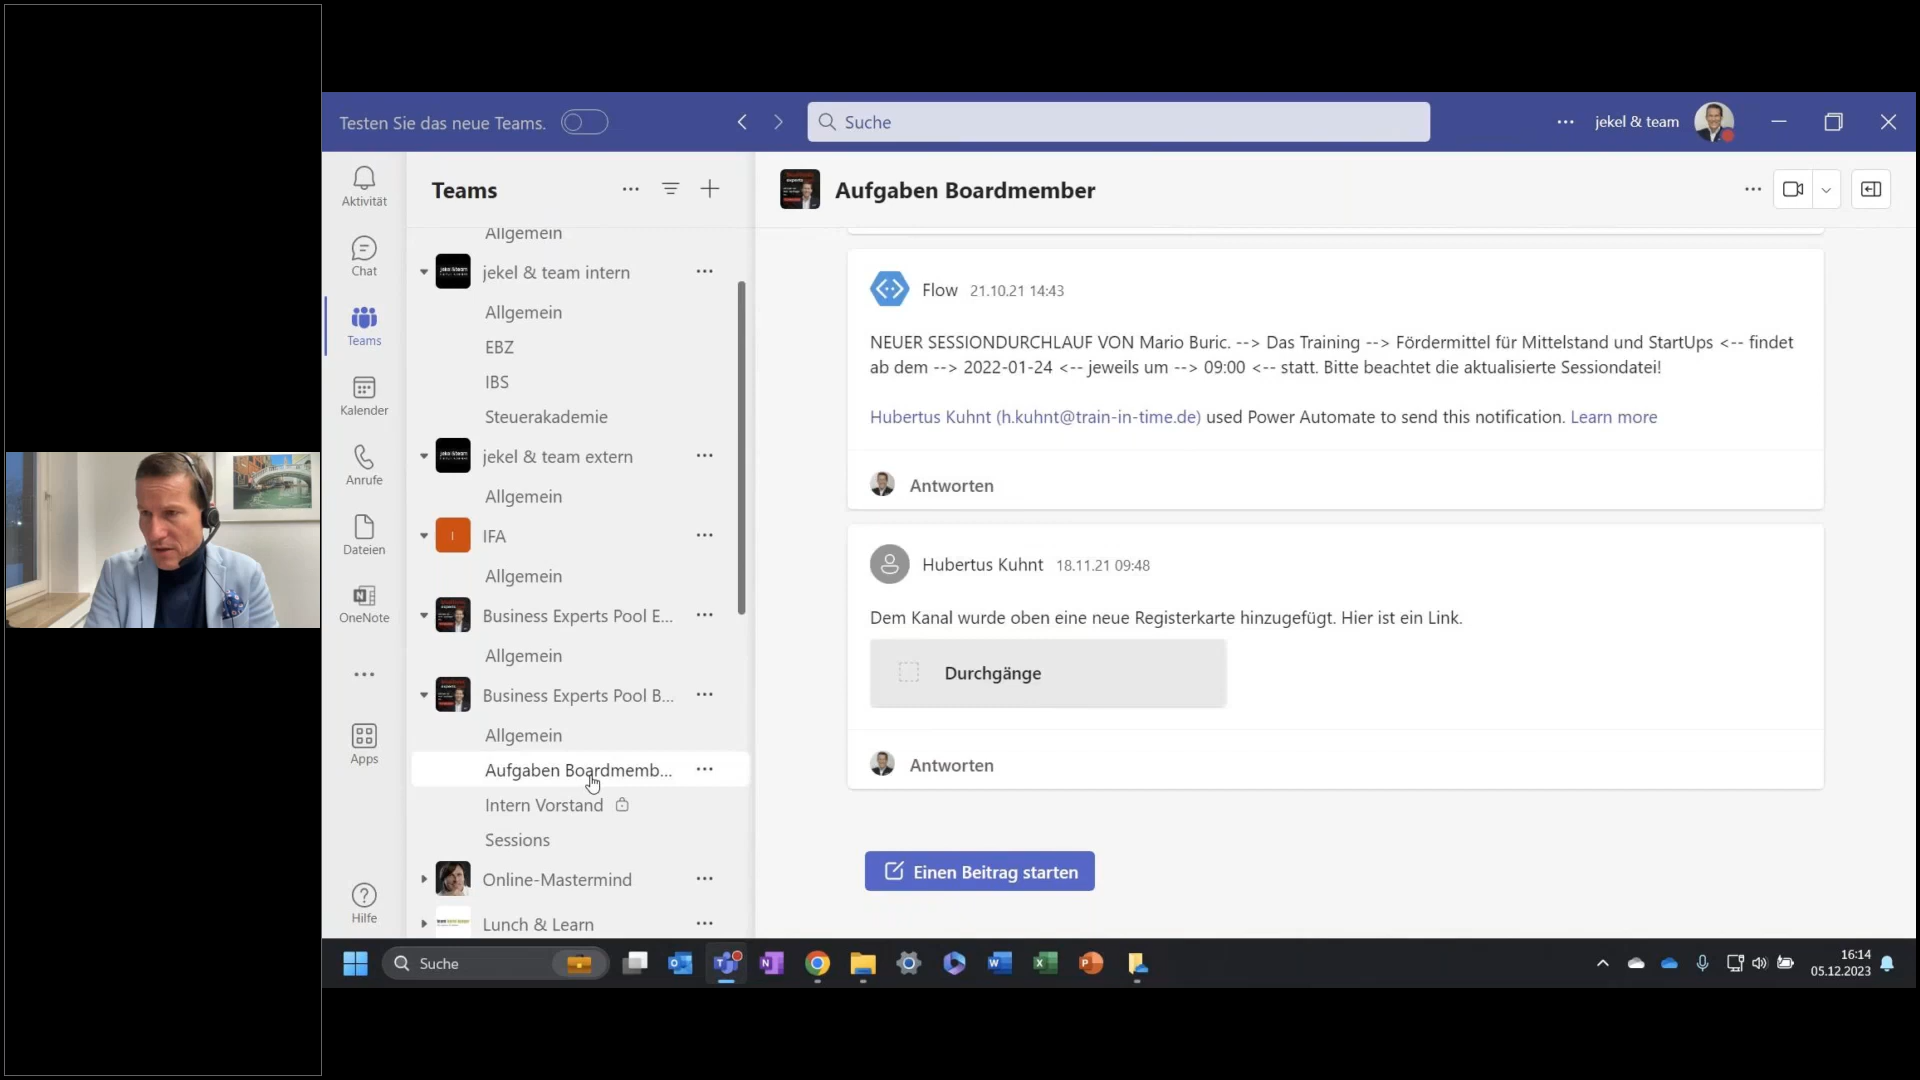 Testen Sie das neue Teams.
Suche
jekel & team
Aktivität
Chat
Teams
Kalender
Anrufe
Dateien
OneNote
Apps
Hilfe
Teams
Allgemein
jekel & team intern
Allgemein
EBZ
IBS
Steuerakademie
jekel & team extern
Allgemein
I
IFA
Allgemein
Business Experts Pool E...
Allgemein
Business Experts Pool B...
Allgemein
Aufgaben Boardmemb...
Intern Vorstand
Sessions
Online-Mastermind
Lunch & Learn
Aufgaben Boardmember
Flow 21.10.21 14:43
NEUER SESSIONDURCHLAUF VON Mario Buric. --> Das Training --> Fördermittel für Mittelstand und StartUps <-- findet
ab dem --> 2022-01-24 <-- jeweils um --> 09:00 <-- statt. Bitte beachtet die aktualisierte Sessiondatei!
Hubertus Kuhnt (h.kuhnt@train-in-time.de) used Power Automate to send this notification. Learn more
Antworten
Hubertus Kuhnt 18.11.21 09:48
Dem Kanal wurde oben eine neue Registerkarte hinzugefügt. Hier ist ein Link.
Durchgänge
Antworten
Einen Beitrag starten
Suche
16:14
05.12.2023